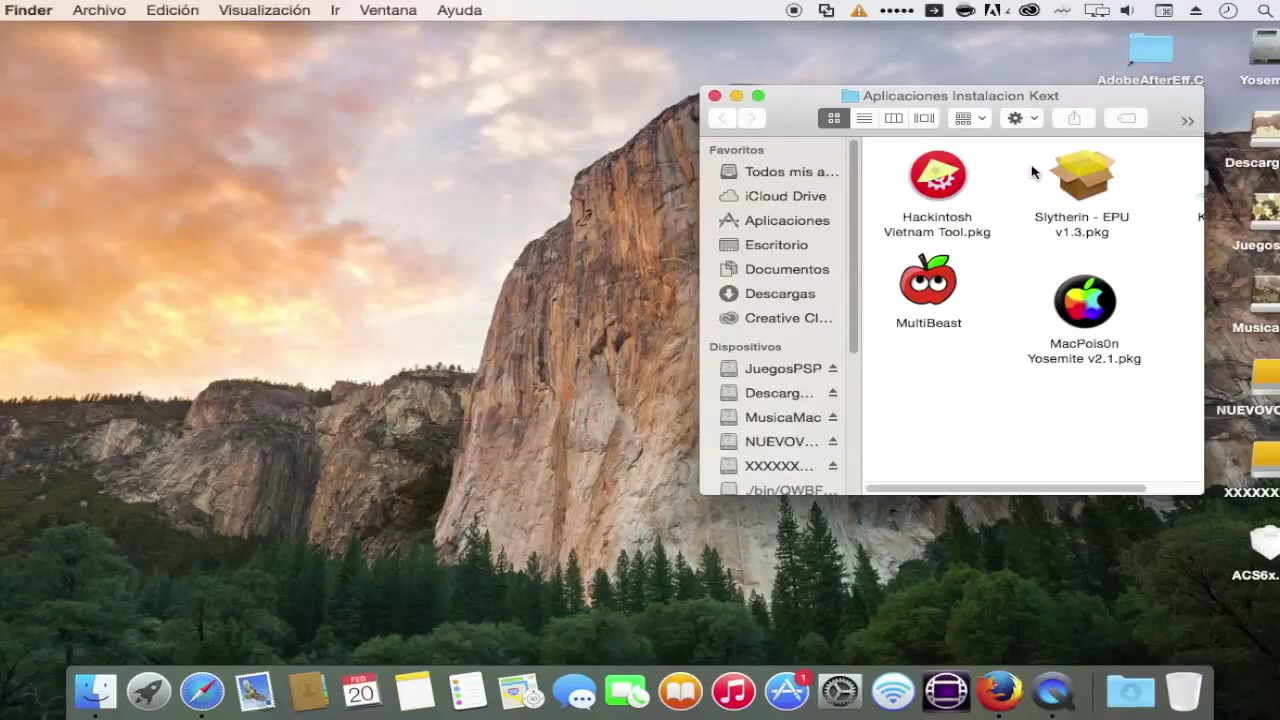 Finder Archivo Edición Visualización Ir Ventana Ayuda
AdobeAfterEff.C
Yosem
Aplicaciones Instalacion Kext
Favoritos
Todos mis a...
iCloud Drive
Aplicaciones
Escritorio
Documentos
Descargas
Creative Cl...
Dispositivos
JuegosPSP
Descarg...
MusicaMac
NUEVOV...
XXXXXX...
Hackintosh
Vietnam Tool.pkg
Slytherin - EPU
v1.3.pkg
MultiBeast
MacPois0n
Yosemite v2.1.pkg
Descarg
Juegos
Musica
NUEVOV
XXXXXX
ACS6x.
FEB
20
1